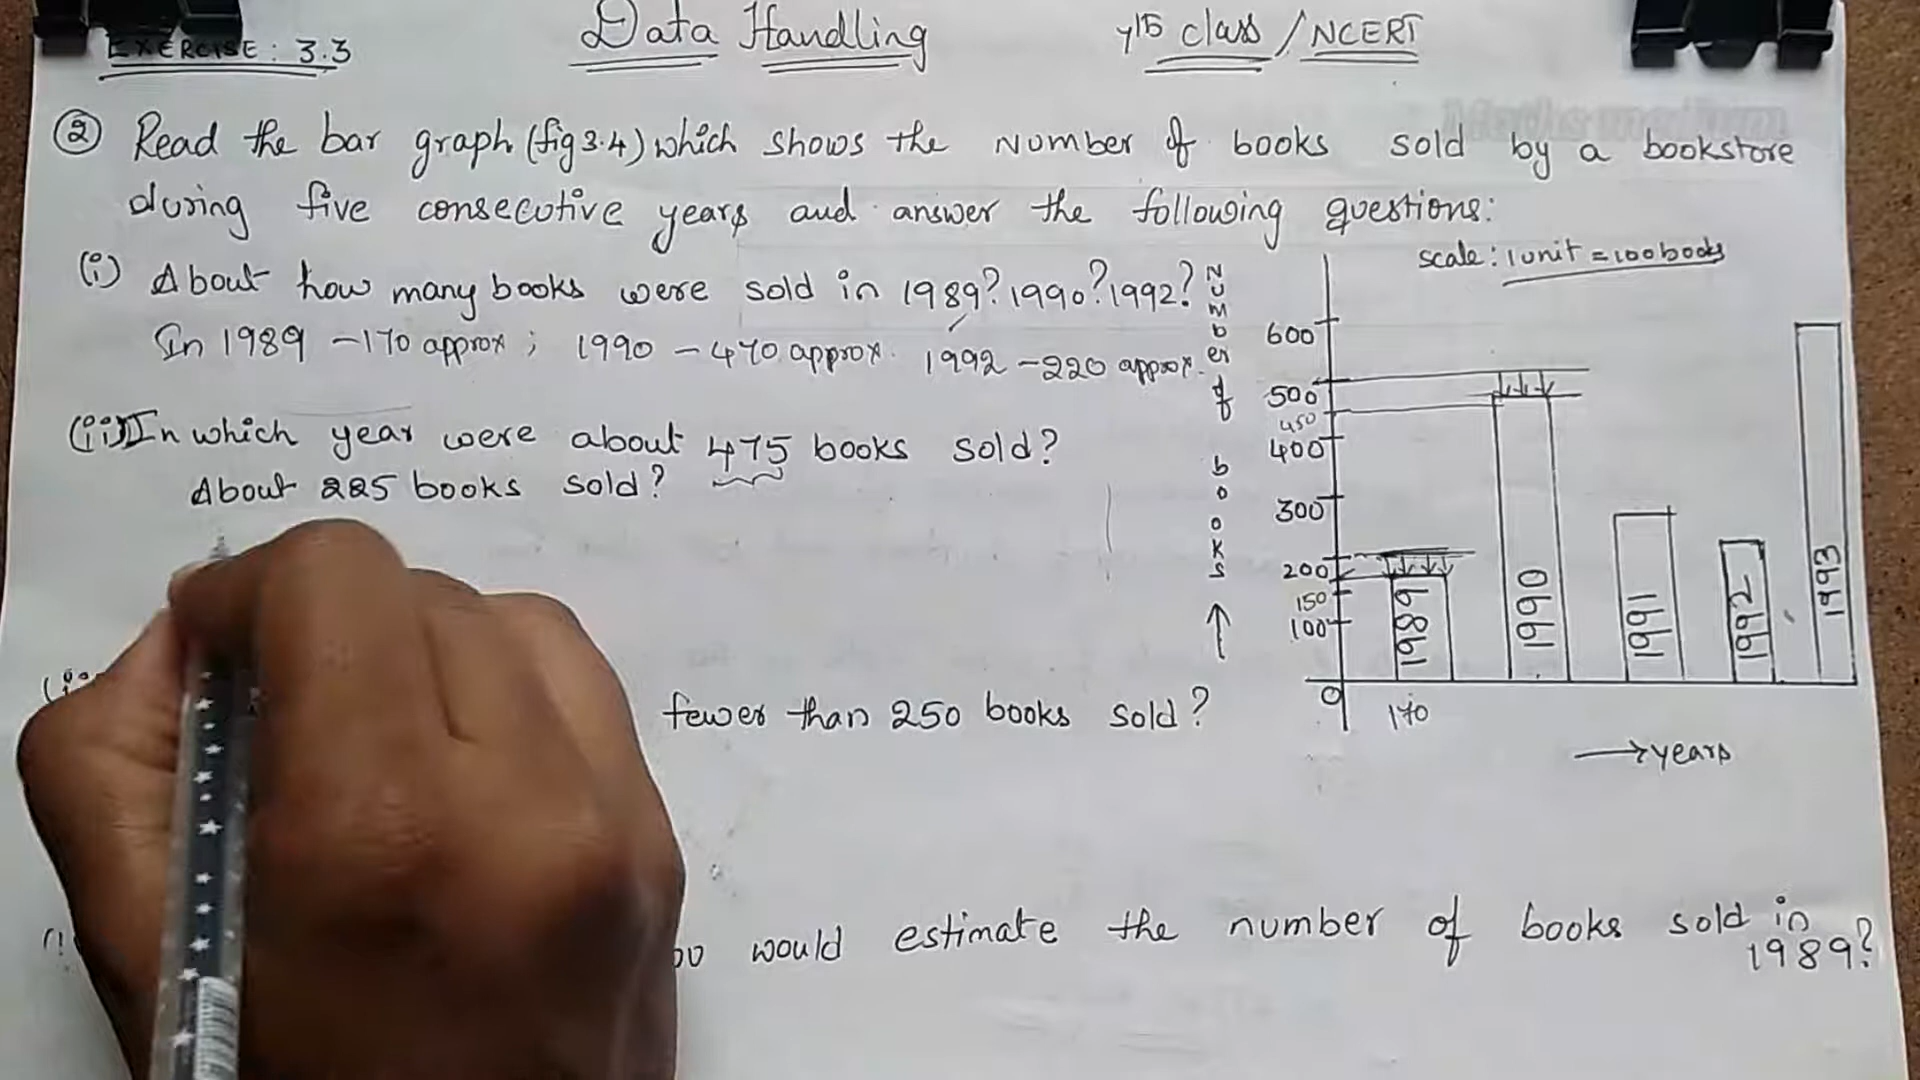 EXERCISE: 3.3
Data Handling
class / NCERT
② Read the bar graph (fig 3.4) which shows the Number of books sold by a bookstore
during five consecutive years and answer the following questions:
(i) About how many books were sold in 1989? 1990? 1992?
In 1989 - 170 approx ; 1990 - 470 approx. 1992 - 220 approx.
(ii) In which year were about 475 books sold?
About 225 books sold?
fewer than 250 books sold?
would estimate the number of books sold in
1989?
scale: 1 unit = 100 books
Number of books
600
500
450
400
300
200
150
100
0
1989
1990
1991
1992
1993
170
→ years